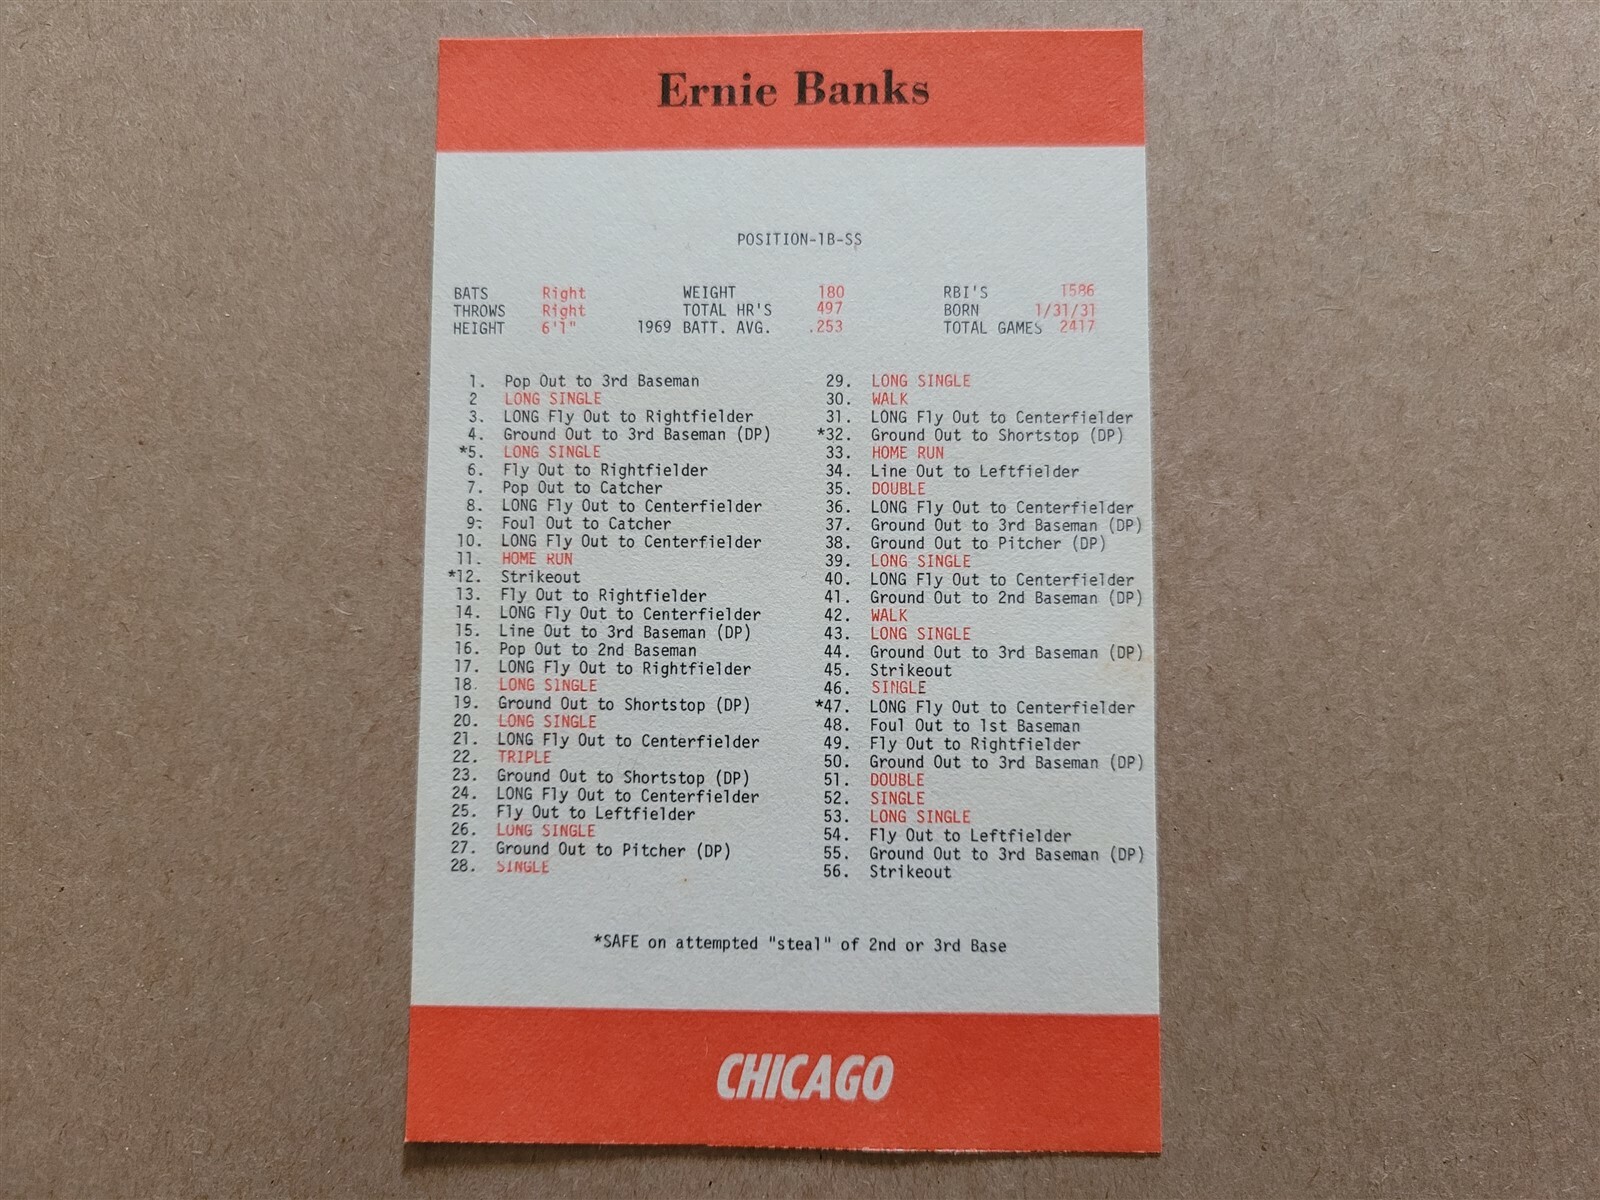 Ernie Banks
POSITION-1B-SS
BATS Right WEIGHT 180 RBI'S 1586
THROWS Right TOTAL HR'S 497 BORN 1/31/31
HEIGHT 6'1" 1969 BATT. AVG. .253 TOTAL GAMES 2417
1. Pop Out to 3rd Baseman
2 LONG SINGLE
3. LONG Fly Out to Rightfielder
4. Ground Out to 3rd Baseman (DP)
*5. LONG SINGLE
6. Fly Out to Rightfielder
7. Pop Out to Catcher
8. LONG Fly Out to Centerfielder
9. Foul Out to Catcher
10. LONG Fly Out to Centerfielder
11. HOME RUN
*12. Strikeout
13. Fly Out to Rightfielder
14. LONG Fly Out to Centerfielder
15. Line Out to 3rd Baseman (DP)
16. Pop Out to 2nd Baseman
17. LONG Fly Out to Rightfielder
18. LONG SINGLE
19. Ground Out to Shortstop (DP)
20. LONG SINGLE
21. LONG Fly Out to Centerfielder
22. TRIPLE
23. Ground Out to Shortstop (DP)
24. LONG Fly Out to Centerfielder
25. Fly Out to Leftfielder
26. LONG SINGLE
27. Ground Out to Pitcher (DP)
28. SINGLE
29. LONG SINGLE
30. WALK
31. LONG Fly Out to Centerfielder
*32. Ground Out to Shortstop (DP)
33. HOME RUN
34. Line Out to Leftfielder
35. DOUBLE
36. LONG Fly Out to Centerfielder
37. Ground Out to 3rd Baseman (DP)
38. Ground Out to Pitcher (DP)
39. LONG SINGLE
40. LONG Fly Out to Centerfielder
41. Ground Out to 2nd Baseman (DP)
42. WALK
43. LONG SINGLE
44. Ground Out to 3rd Baseman (DP)
45. Strikeout
46. SINGLE
*47. LONG Fly Out to Centerfielder
48. Foul Out to 1st Baseman
49. Fly Out to Rightfielder
50. Ground Out to 3rd Baseman (DP)
51. DOUBLE
52. SINGLE
53. LONG SINGLE
54. Fly Out to Leftfielder
55. Ground Out to 3rd Baseman (DP)
56. Strikeout
*SAFE on attempted "steal" of 2nd or 3rd Base
CHICAGO